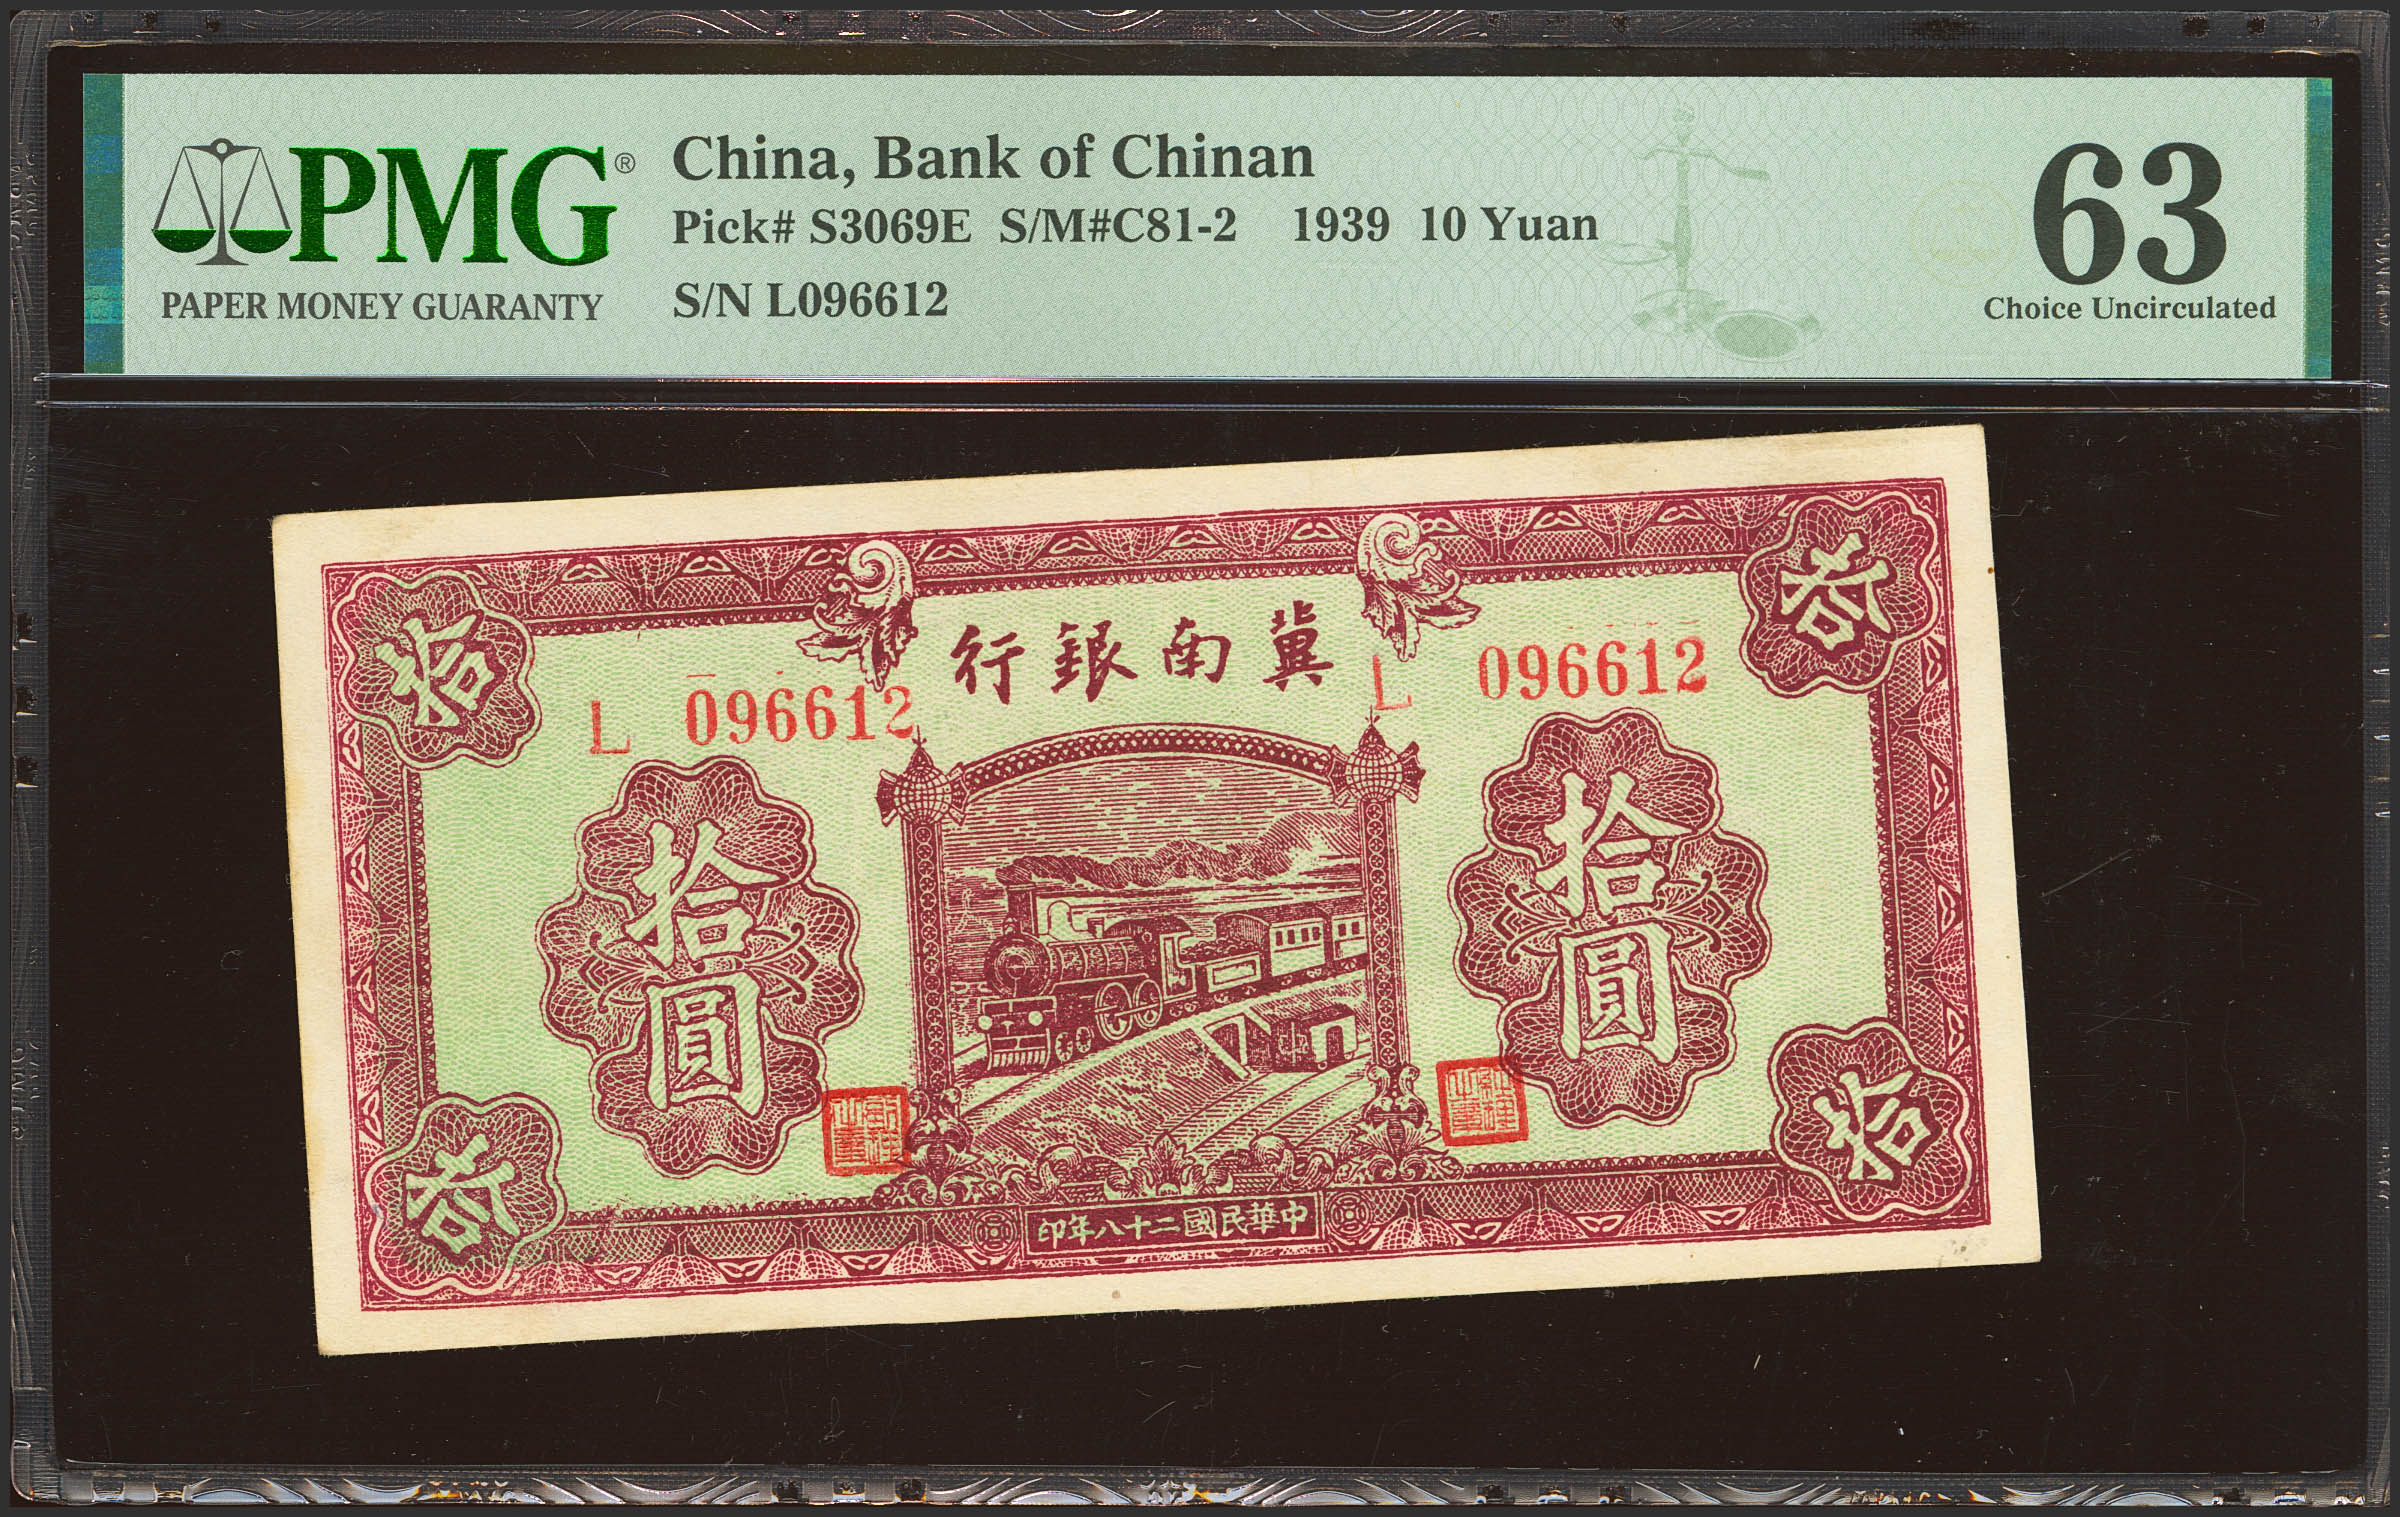 PMG®
PAPER MONEY GUARANTY
China, Bank of Chinan
Pick# S3069E S/M#C81-2 1939 10 Yuan
S/N L096612
63
Choice Uncirculated
拾
拾
行銀南冀
L 096612
L 096612
拾圓
拾圓
拾
拾
印年八十二國民華中